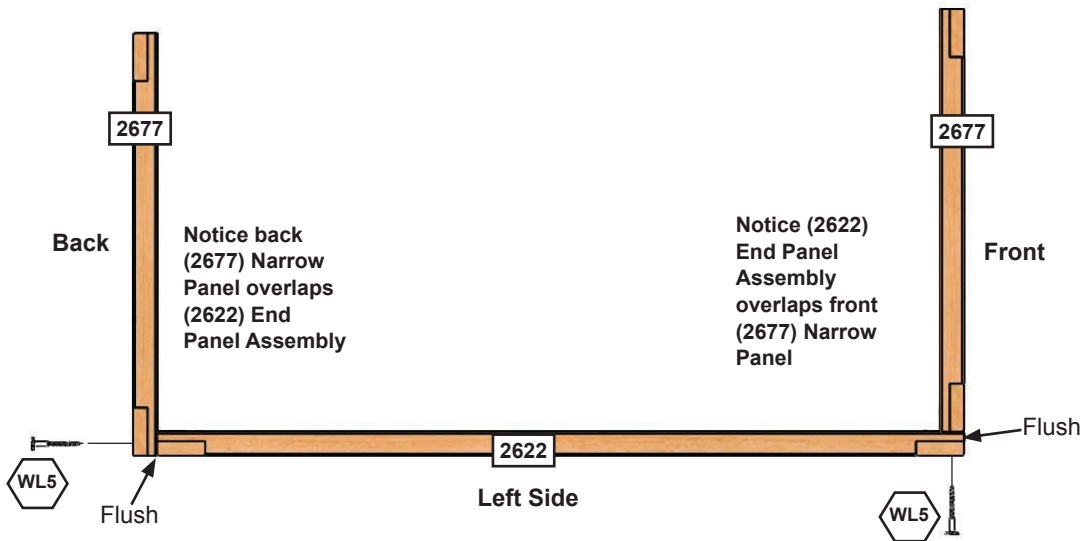 2677
2677
Back
Notice back
(2677) Narrow
Panel overlaps
(2622) End
Panel Assembly
Notice (2622)
End Panel
Assembly
overlaps front
(2677) Narrow
Panel
Front
WL5
Flush
2622
Left Side
Flush
WL5